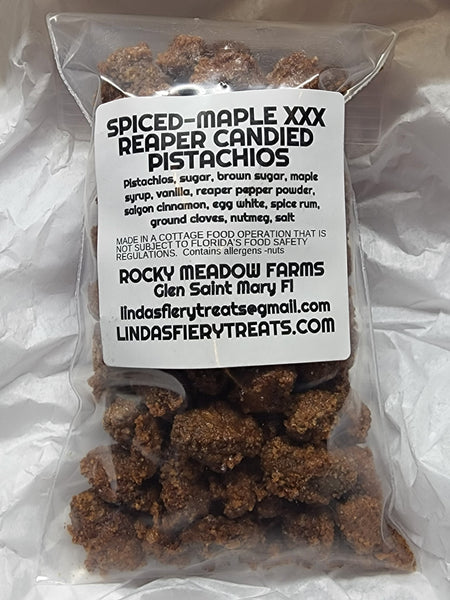 SPICED-MAPLE XXX
REAPER CANDIED
PISTACHIOS
Pistachios, sugar, brown sugar, maple
syrup, vanilla, reaper pepper powder,
saigon cinnamon, egg white, spice rum,
ground cloves, nutmeg, salt
MADE IN A COTTAGE FOOD OPERATION THAT IS
NOT SUBJECT TO FLORIDA'S FOOD SAFETY
REGULATIONS. Contains allergens -nuts
ROCKY MEADOW FARMS
Glen Saint Mary Fl
lindasfierytreats@gmail.com
LINDASFIERYTREATS.COM